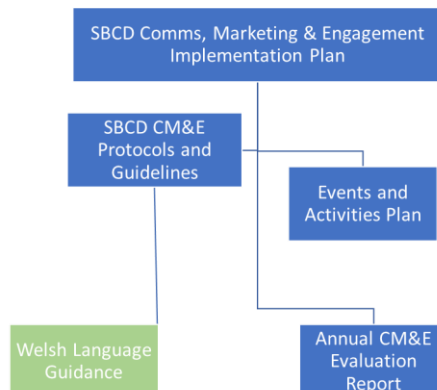 SBCD Comms, Marketing & Engagement
Implementation Plan
SBCD CM&E
Protocols and
Guidelines
Events and
Activities Plan
Welsh Language
Guidance
Annual CM&E
Evaluation
Report